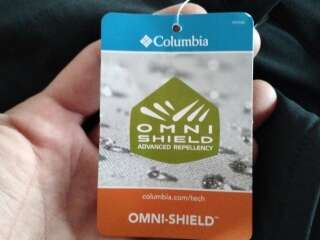 Columbia
OMNI
SHIELD
ADVANCED REPELLENCY
columbia.com/tech
OMNI-SHIELD™